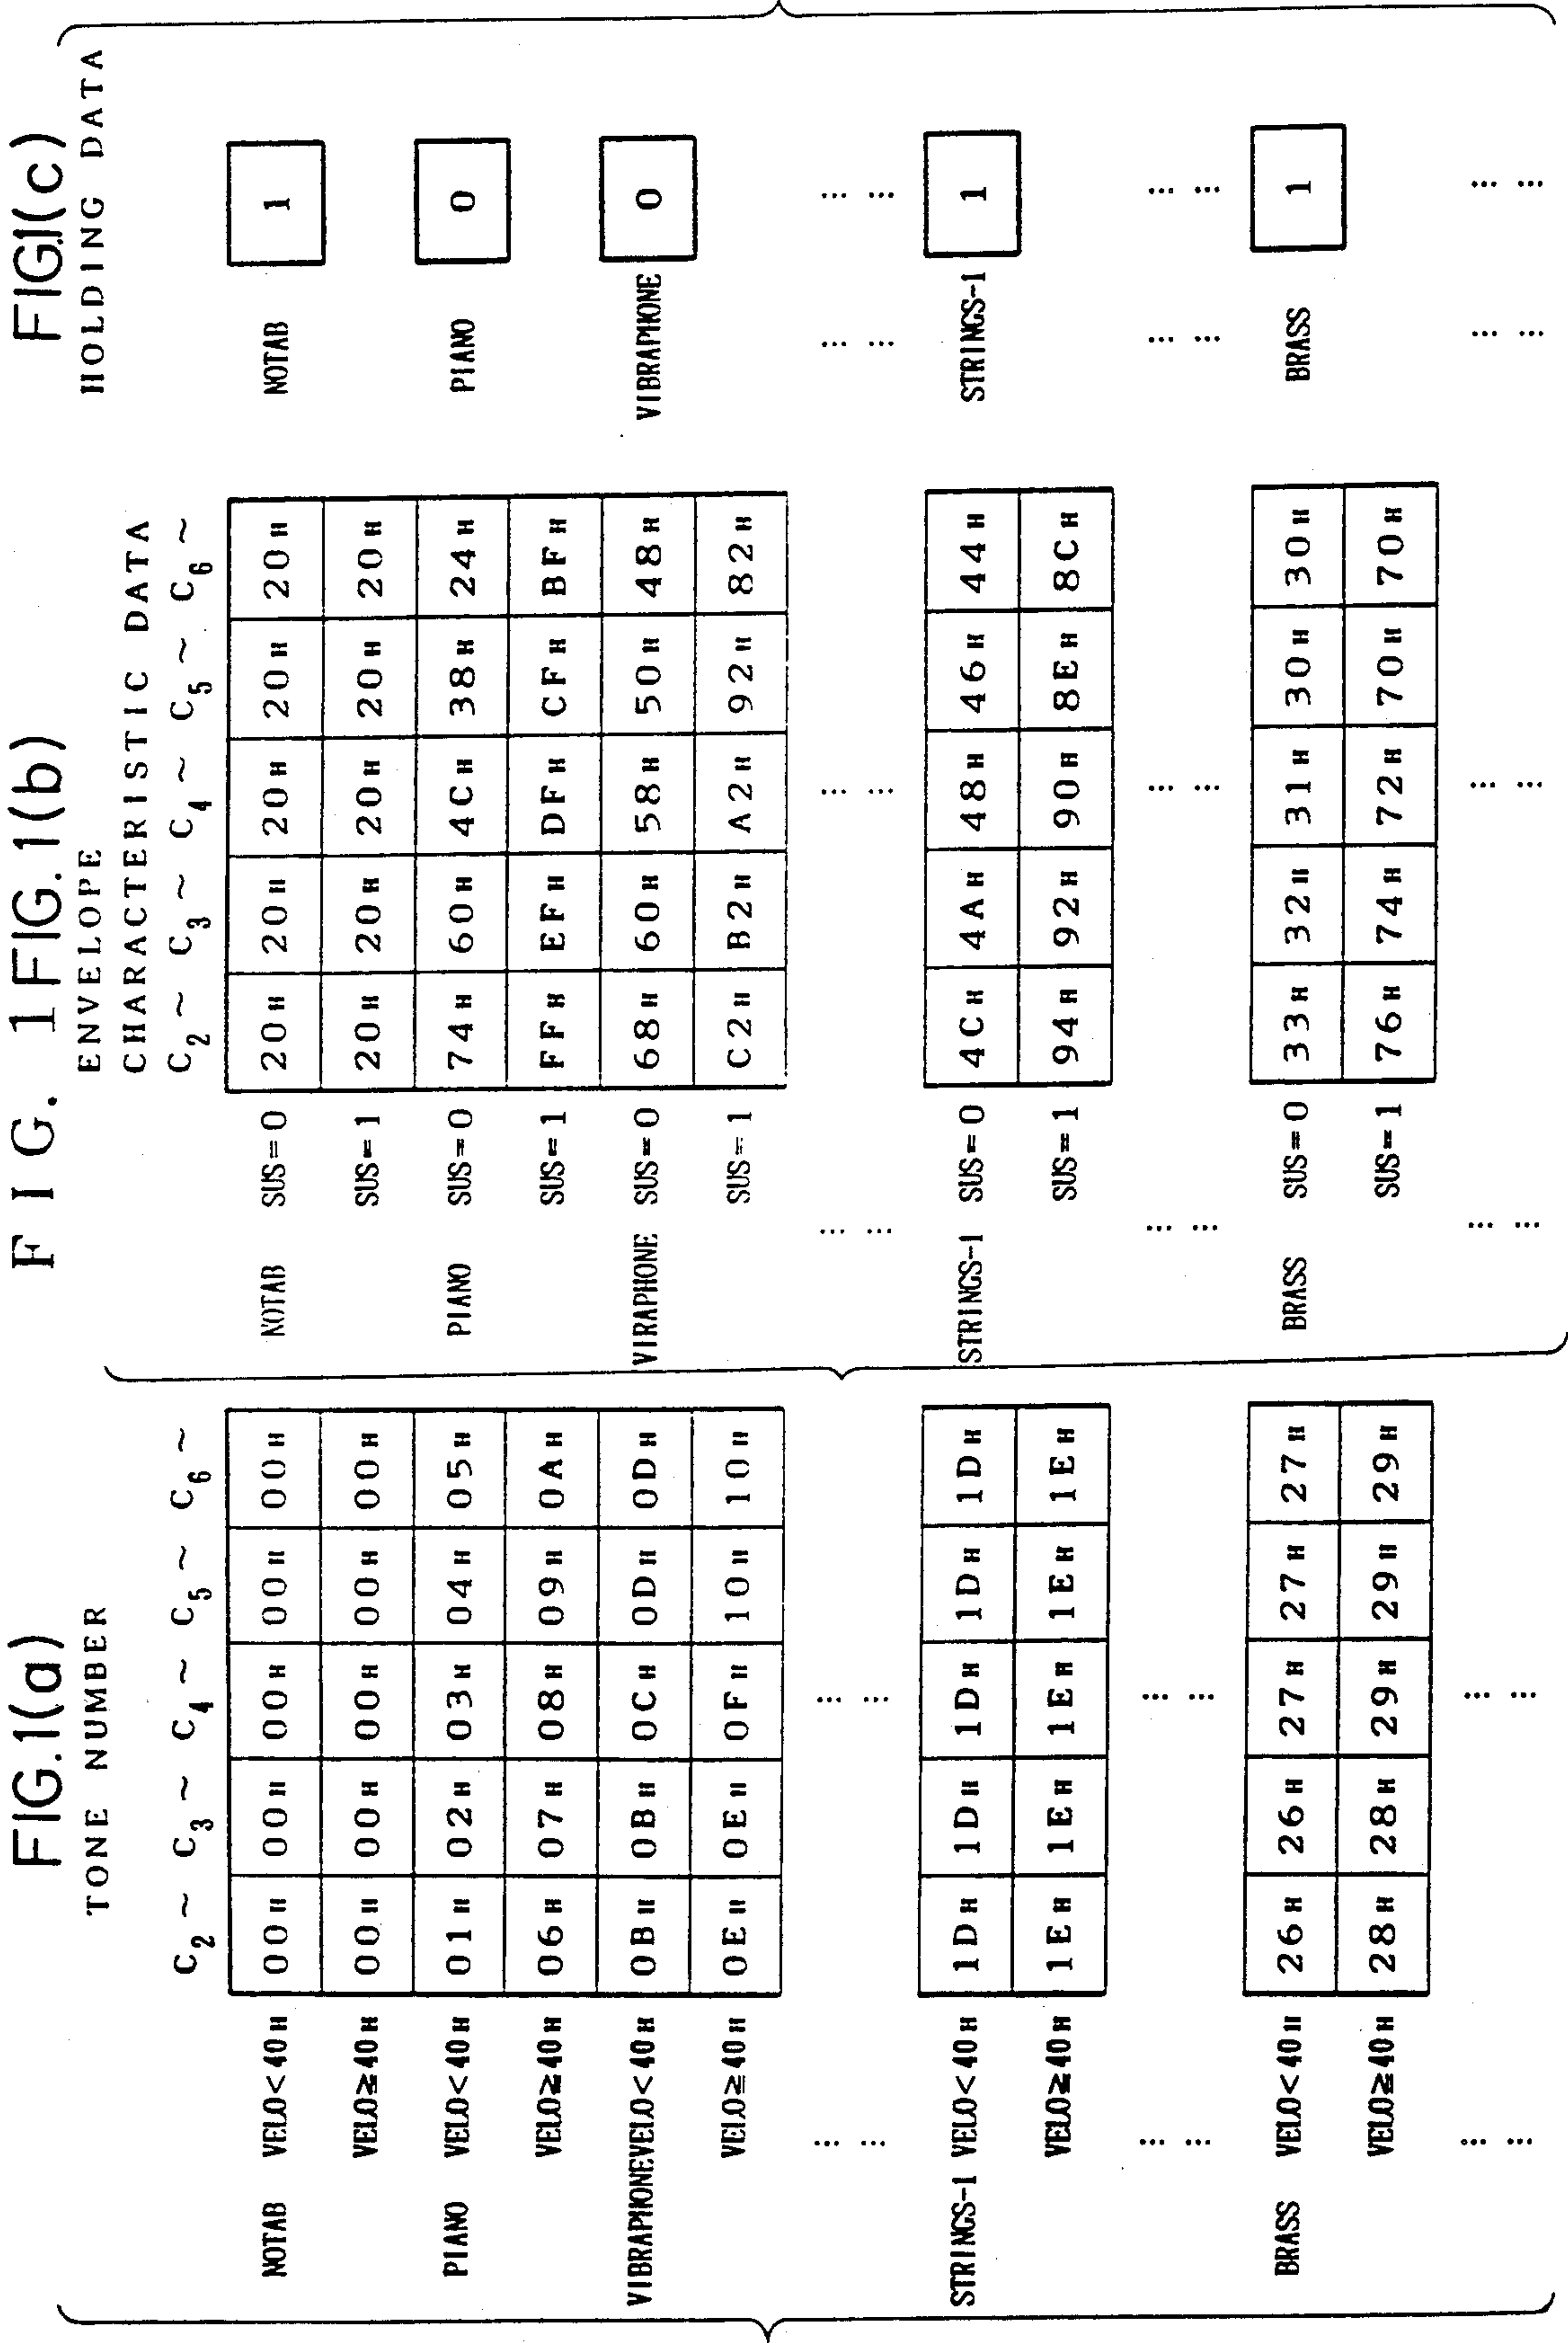 FIG. 1
FIG.1(a)
TONE NUMBER
C2 ~ C3 ~ C4 ~ C5 ~ C6 ~
NOTAB VELO<40H 00H 00H 00H 00H 00H
VELO≧40H 00H 00H 00H 00H 00H
PIANO VELO<40H 01H 02H 03H 04H 05H
VELO≧40H 06H 07H 08H 09H 0AH
VIBRAPHONE VELO<40H 0BH 0BH 0CH 0DH 0DH
VELO≧40H 0EH 0EH 0FH 10H 10H
... ... ... ...
STRINGS-1 VELO<40H 1DH 1DH 1DH 1DH 1DH
VELO≧40H 1EH 1EH 1EH 1EH 1EH
... ... ... ...
BRASS VELO<40H 26H 26H 27H 27H 27H
VELO≧40H 28H 28H 29H 29H 29H
... ... ... ...
FIG.1(b)
ENVELOPE
CHARACTERISTIC DATA
C2 ~ C3 ~ C4 ~ C5 ~ C6 ~
NOTAB SUS=0 20H 20H 20H 20H 20H
SUS=1 20H 20H 20H 20H 20H
PIANO SUS=0 74H 60H 4CH 38H 24H
SUS=1 FFH EFH DFH CFH BFH
VIRAPHONE SUS=0 68H 60H 58H 50H 48H
SUS=1 C2H B2H A2H 92H 82H
... ... ... ...
STRINGS-1 SUS=0 4CH 4AH 48H 46H 44H
SUS=1 94H 92H 90H 8EH 8CH
... ... ... ...
BRASS SUS=0 33H 32H 31H 30H 30H
SUS=1 76H 74H 72H 70H 70H
... ... ... ...
FIG.1(c)
HOLDING DATA
NOTAB 1
PIANO 0
VIBRAPHONE 0
... ... ... ...
STRINGS-1 1
... ... ... ...
BRASS 1
... ... ... ...